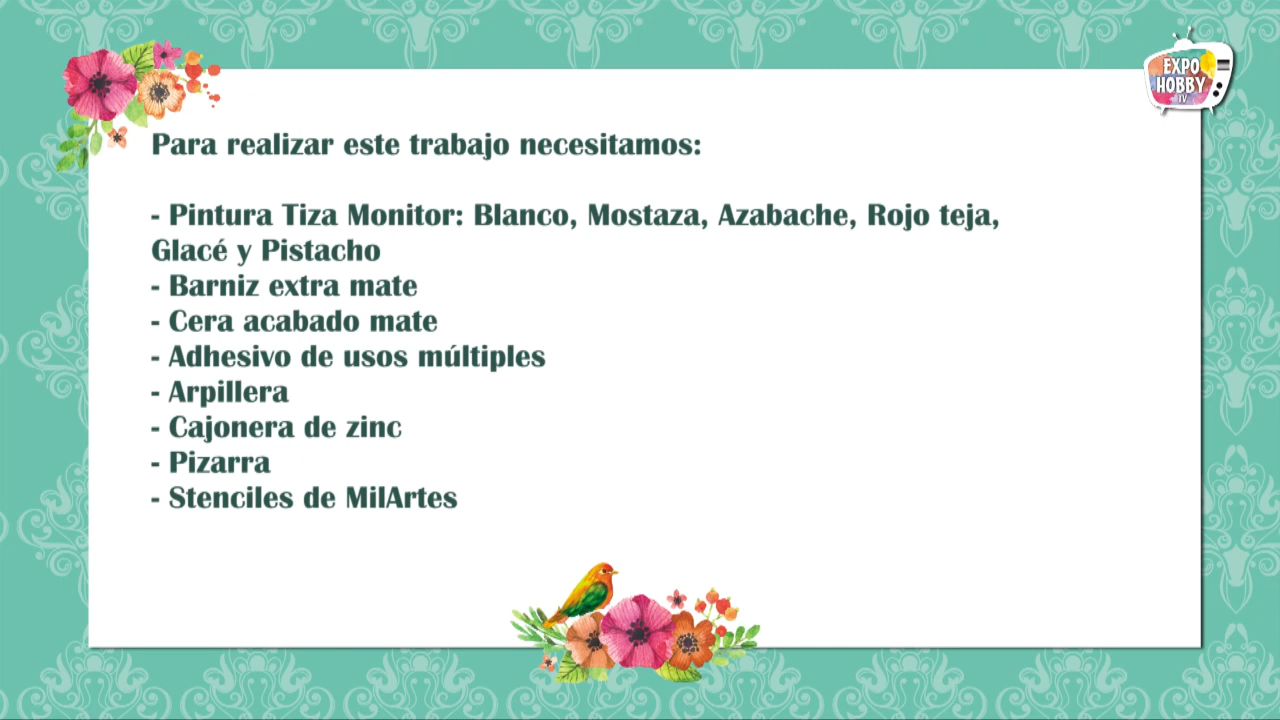 EXPO
HOBBY
TV
Para realizar este trabajo necesitamos:
- Pintura Tiza Monitor: Blanco, Mostaza, Azabache, Rojo teja,
Glacé y Pistacho
- Barniz extra mate
- Cera acabado mate
- Adhesivo de usos múltiples
- Arpillera
- Cajonera de zinc
- Pizarra
- Stenciles de MilArtes